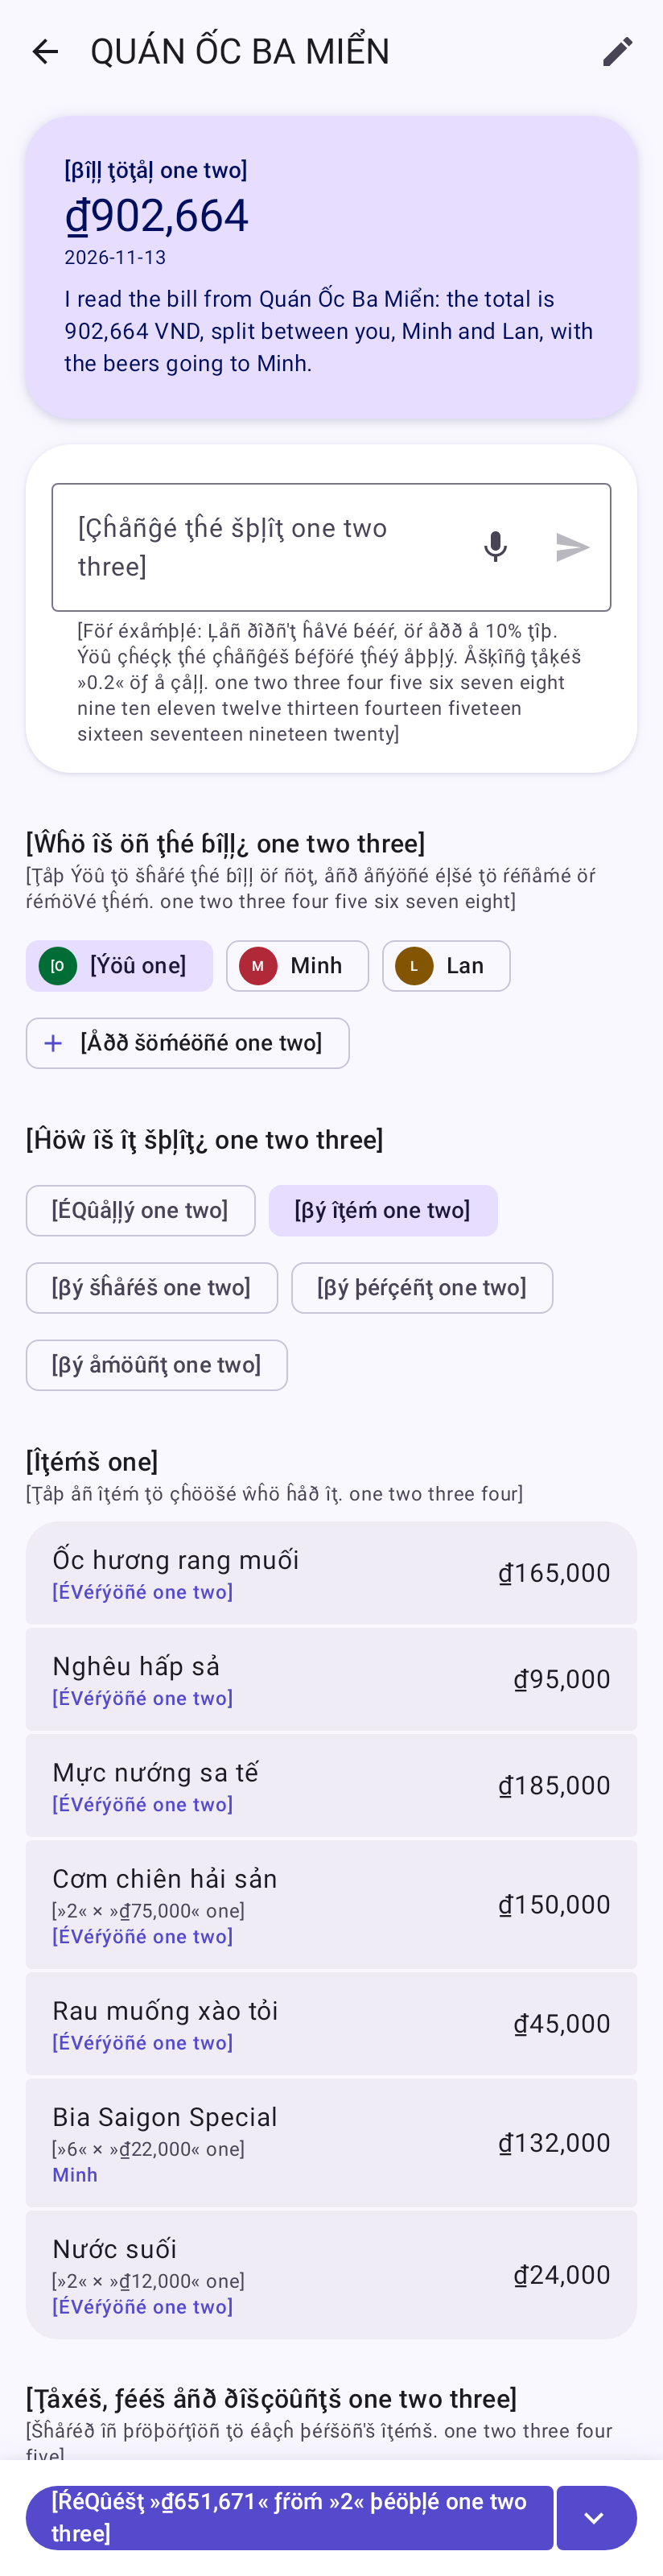 QUÁN ỐC BA MIỂN
[βîļļ ţöţåļ one two]
₫902,664
2026-11-13
I read the bill from Quán Ốc Ba Miển: the total is
902,664 VND, split between you, Minh and Lan, with
the beers going to Minh.
[Çĥåñĝé ţĥé šþļîţ one two
three]
[Föŕ éxåḿþļé: Ļåñ ðîðñ'ţ ĥåVé ƀééŕ, öŕ åðð å 10% ţîþ.
Ýöû çĥéçķ ţĥé çĥåñĝéš ƀéƒöŕé ţĥéý åþþļý. Åšķîñĝ ţåķéš
»0.2« öƒ å çåļļ. one two three four five six seven eight
nine ten eleven twelve thirteen fourteen fiveteen
sixteen seventeen nineteen twenty]
[Ŵĥö îš öñ ţĥé ƀîļļ¿ one two three]
[Ţåþ Ýöû ţö šĥåŕé ţĥé ƀîļļ öŕ ñöţ, åñð åñýöñé éļšé ţö ŕéñåḿé öŕ
ŕéḿöVé ţĥéḿ. one two three four five six seven eight]
[O [Ýöû one]
M Minh
L Lan
[Åðð šöḿéöñé one two]
[Ĥöŵ îš îţ šþļîţ¿ one two three]
[ÉQûåļļý one two]
[βý îţéḿ one two]
[βý šĥåŕéš one two]
[βý þéŕçéñţ one two]
[βý åḿöûñţ one two]
[Îţéḿš one]
[Ţåþ åñ îţéḿ ţö çĥööšé ŵĥö ĥåð îţ. one two three four]
Ốc hương rang muối
₫165,000
[ÉVéŕýöñé one two]
Nghêu hấp sả
₫95,000
[ÉVéŕýöñé one two]
Mực nướng sa tế
₫185,000
[ÉVéŕýöñé one two]
Cơm chiên hải sản
[»2« × »₫75,000« one]
₫150,000
[ÉVéŕýöñé one two]
Rau muống xào tỏi
₫45,000
[ÉVéŕýöñé one two]
Bia Saigon Special
[»6« × »₫22,000« one]
₫132,000
Minh
Nước suối
[»2« × »₫12,000« one]
₫24,000
[ÉVéŕýöñé one two]
[Ţåxéš, ƒééš åñð ðîšçöûñţš one two three]
[Šĥåŕéð îñ þŕöþöŕţîöñ ţö éåçĥ þéŕšöñ'š îţéḿš. one two three four
five]
[ŔéQûéšţ »₫651,671« ƒŕöḿ »2« þéöþļé one two
three]